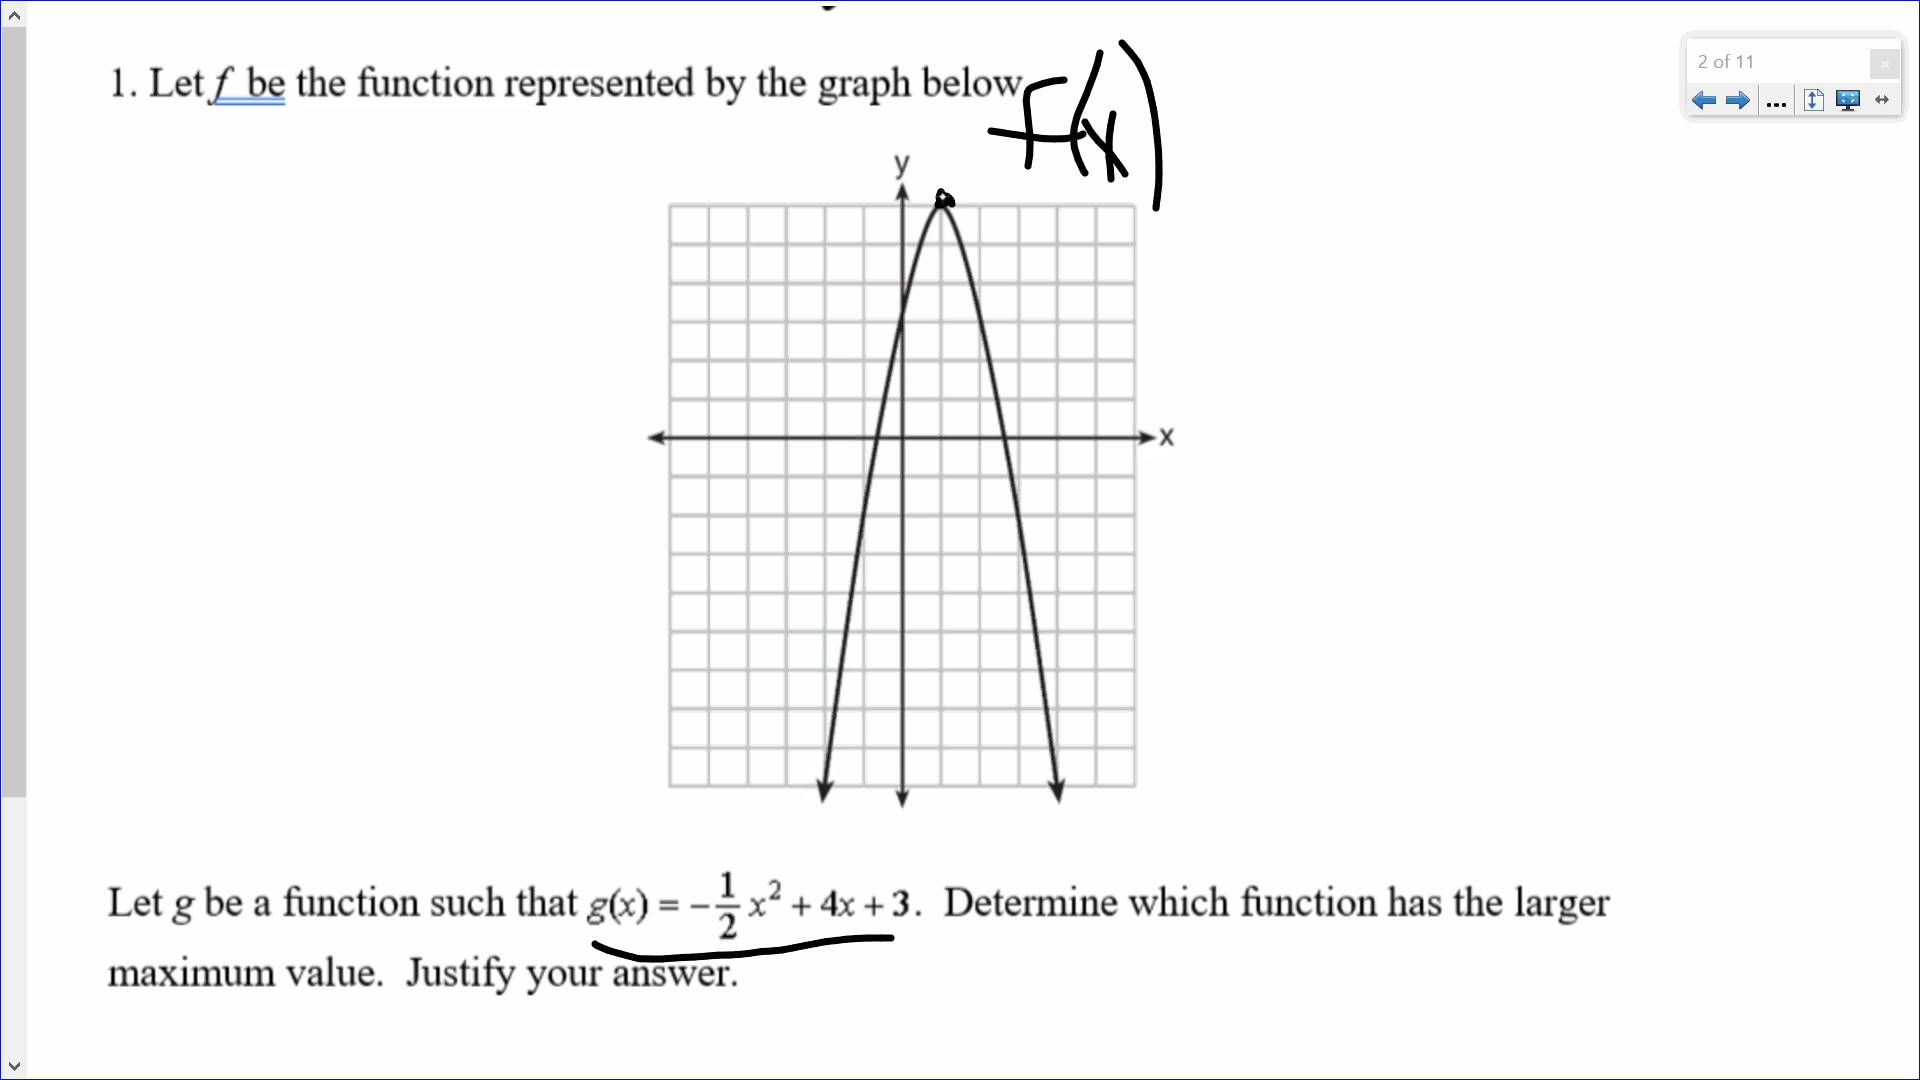 1. Let f be the function represented by the graph below
F(x)
2 of 11
y
x
Let g be a function such that g(x) = -1/2 x² + 4x + 3. Determine which function has the larger
maximum value. Justify your answer.